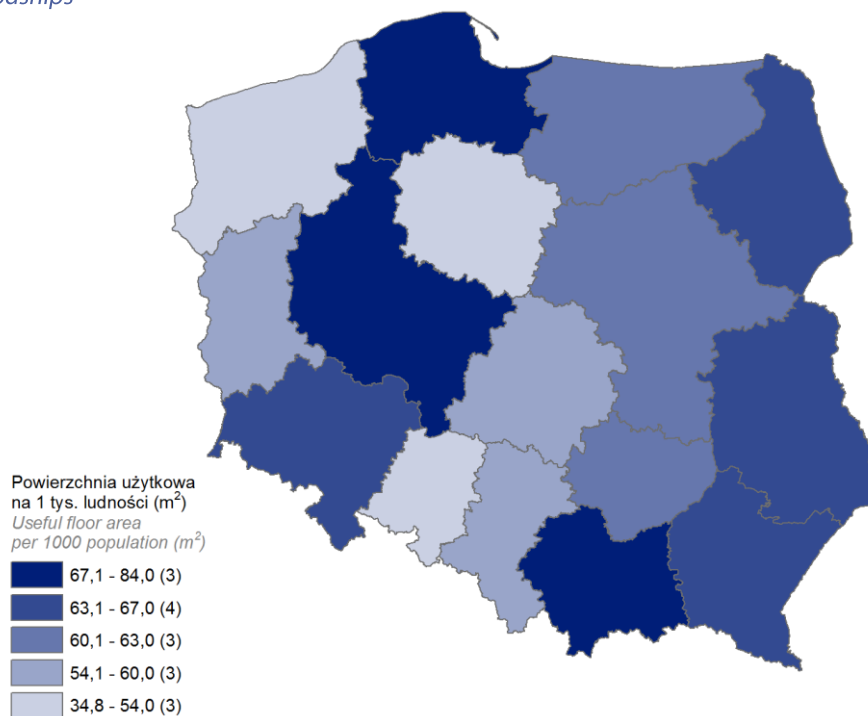 Powierzchnia użytkowa
na 1 tys. ludności (m²)
Useful floor area
per 1000 population (m²)
67,1 - 84,0 (3)
63,1 - 67,0 (4)
60,1 - 63,0 (3)
54,1 - 60,0 (3)
34,8 - 54,0 (3)